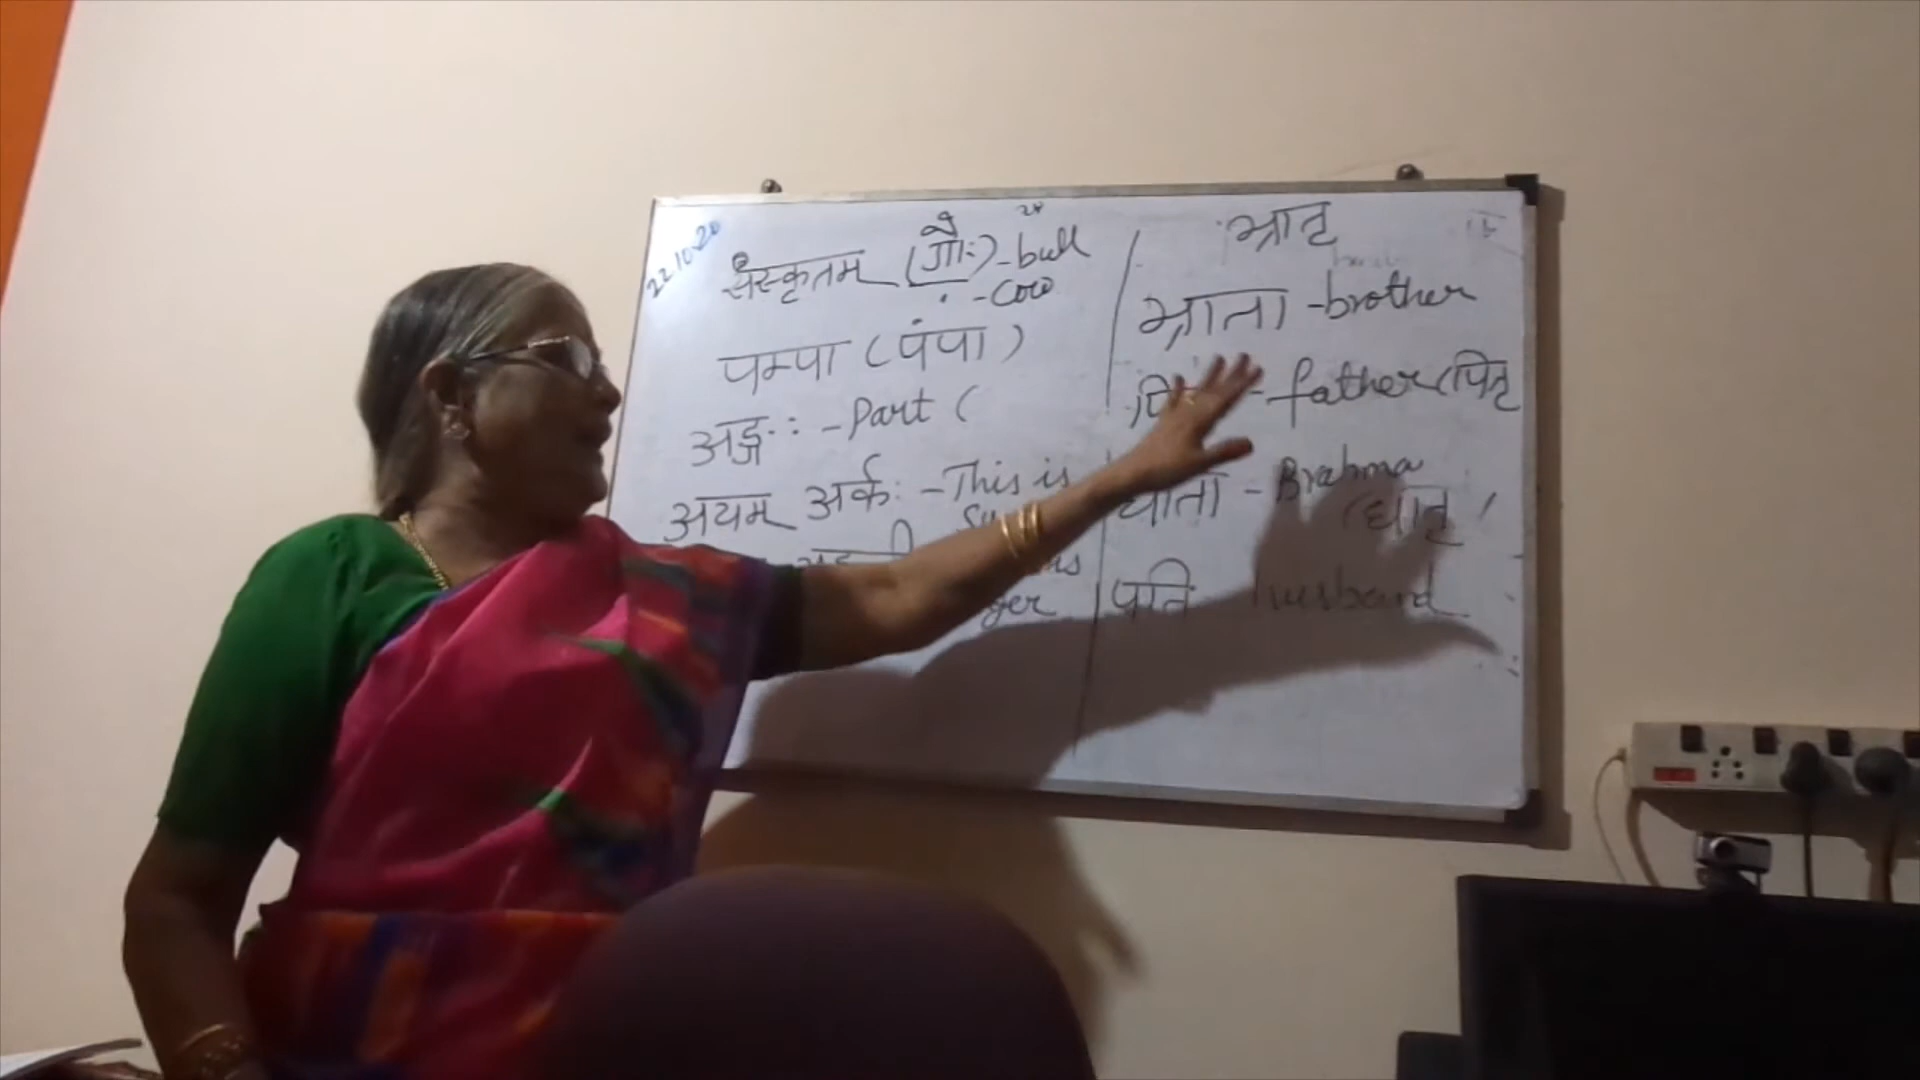 22.10.20
संस्कृतम् (गौः) - bull
- cow
पम्पा (पंपा)
अङ्गः - Part (
अयम् अर्कः - This is
भ्रातृ
भ्राता - brother
- father (पितृ
धाता - Brahma
(धातृ)
पति husband